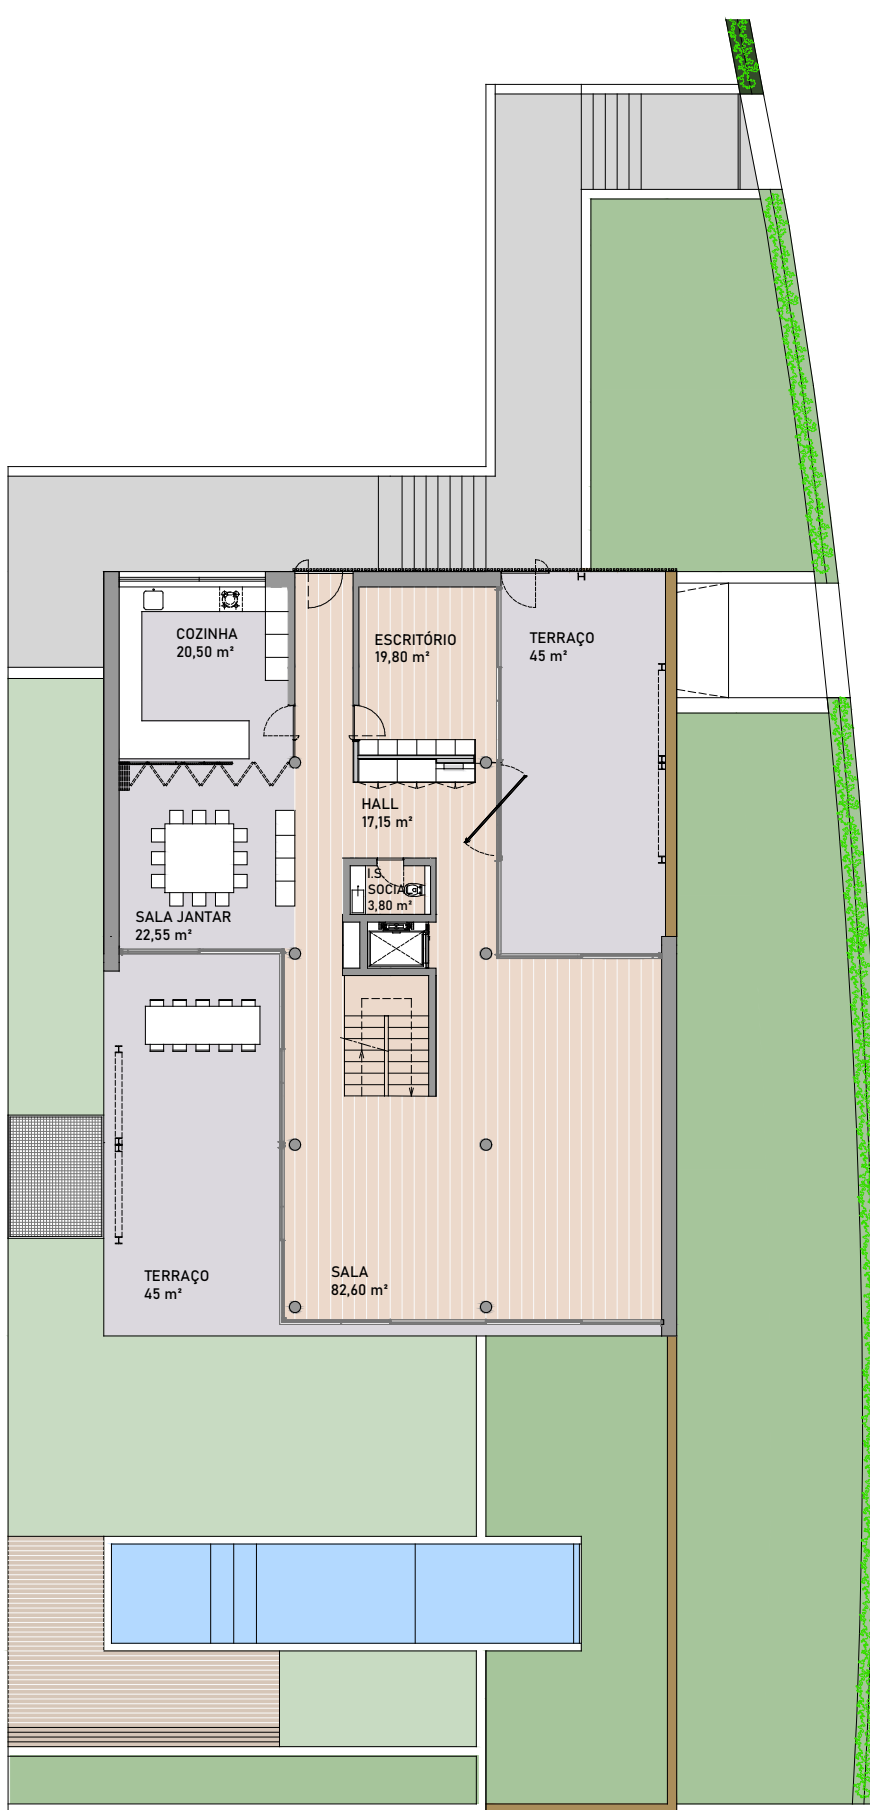 COZINHA
20,50 m²
ESCRITÓRIO
19,80 m²
TERRAÇO
45 m²
HALL
17,15 m²
I.S.
SOCIAL
3,80 m²
SALA JANTAR
22,55 m²
TERRAÇO
45 m²
SALA
82,60 m²